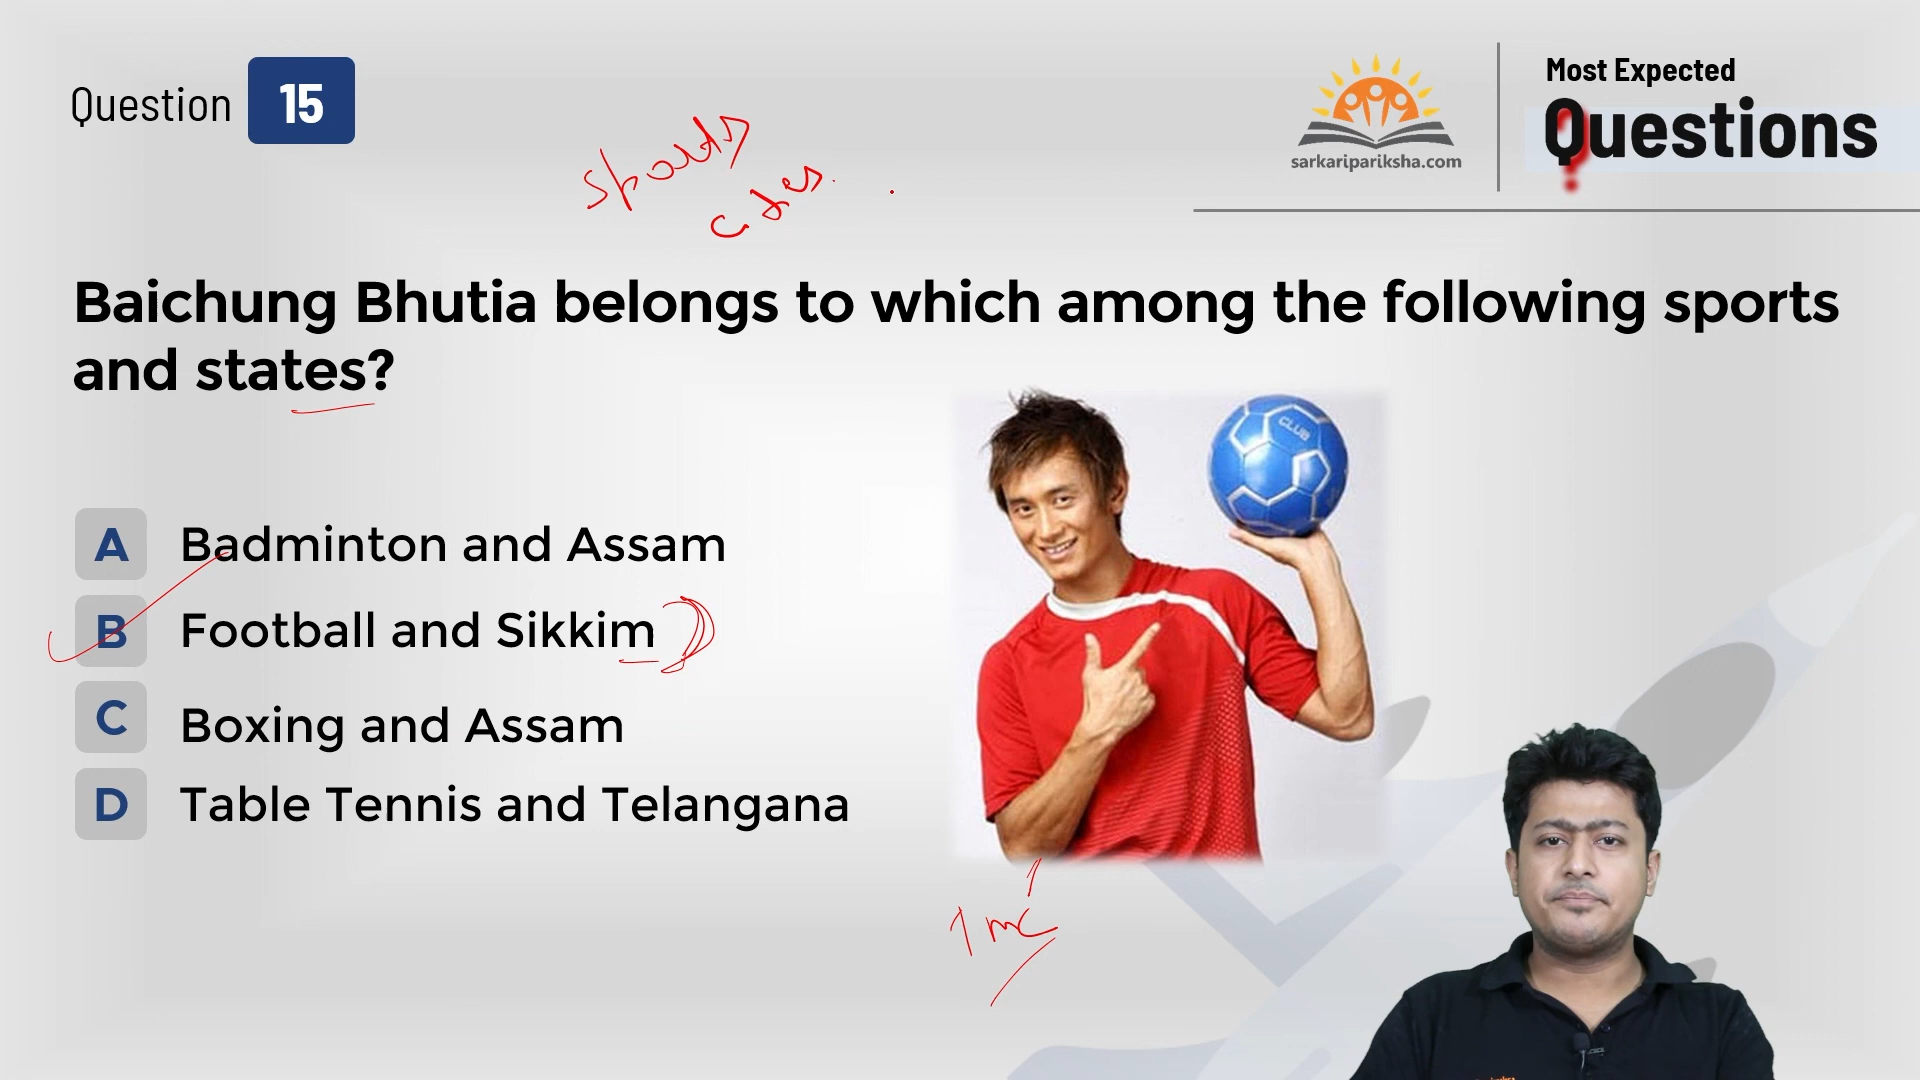 Question 15
sarkaripariksha.com
Most Expected
Questions
sports
Baichung Bhutia belongs to which among the following sports
and states?
CLUB
A Badminton and Assam
B Football and Sikkim
C Boxing and Assam
D Table Tennis and Telangana